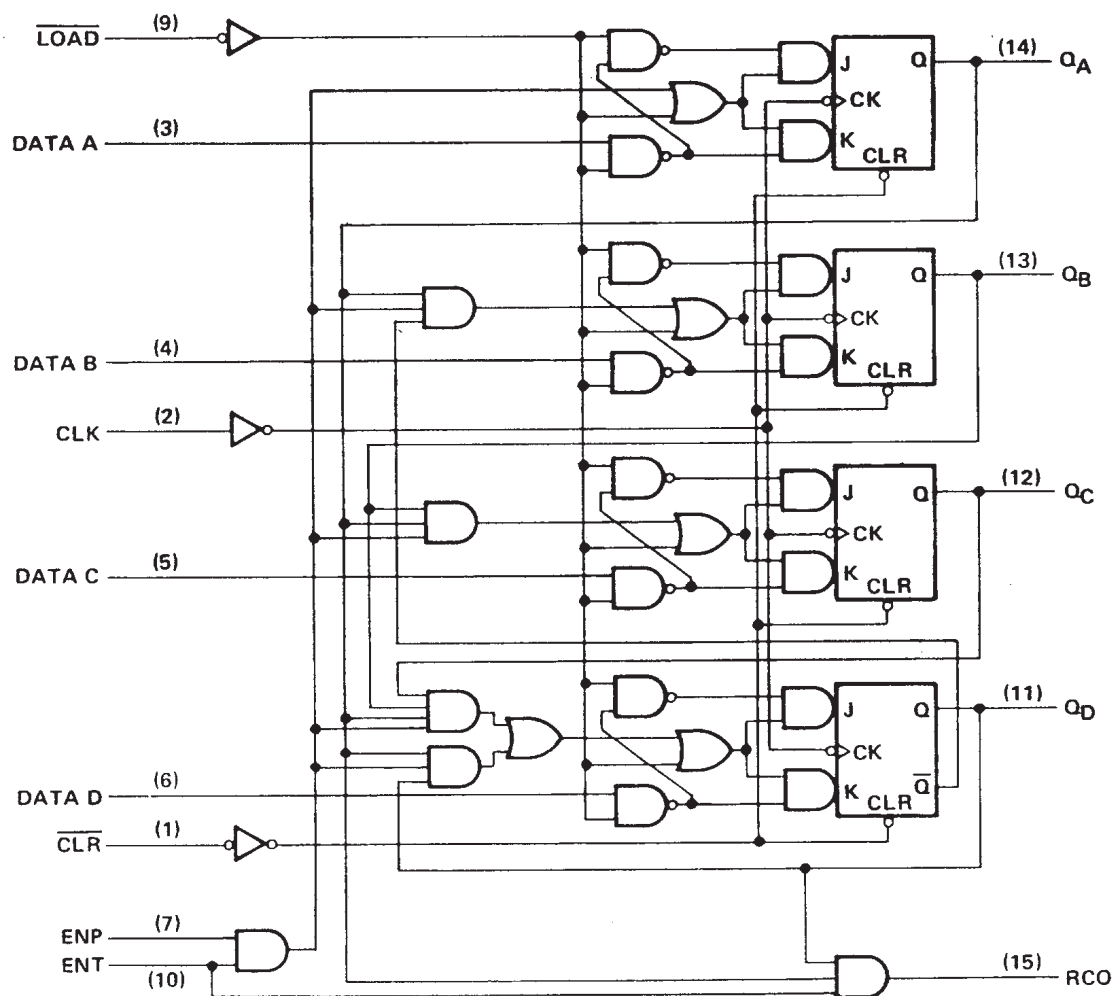 LOAD (9)
(14) QA
J Q
CK
DATA A (3)
K
CLR
(13) QB
J Q
CK
DATA B (4)
K
CLR
CLK (2)
(12) QC
J Q
CK
DATA C (5)
K
CLR
(11) QD
J Q
CK
DATA D (6)
K Q
CLR
CLR (1)
ENP (7)
ENT (10)
(15) RCO